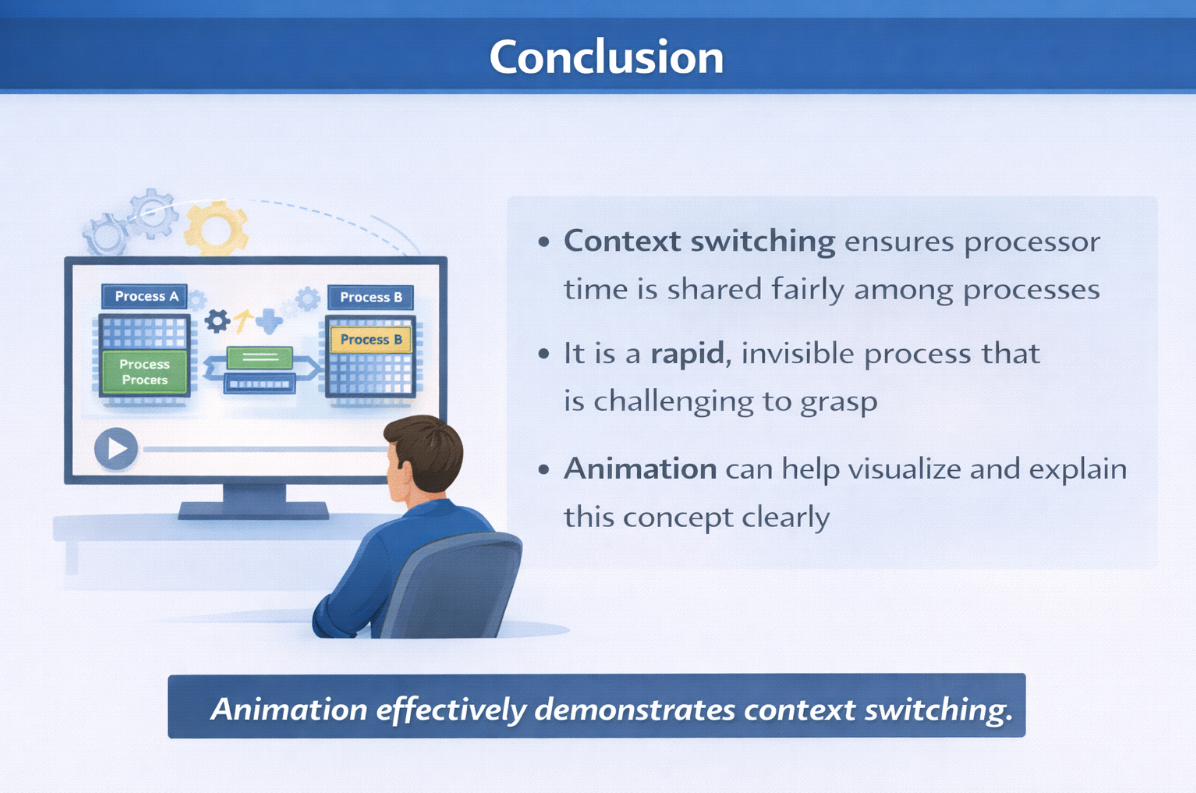 Conclusion
Process A
Process B
Process B
Process
Procers
• Context switching ensures processor
time is shared fairly among processes
• It is a rapid, invisible process that
is challenging to grasp
• Animation can help visualize and explain
this concept clearly
Animation effectively demonstrates context switching.